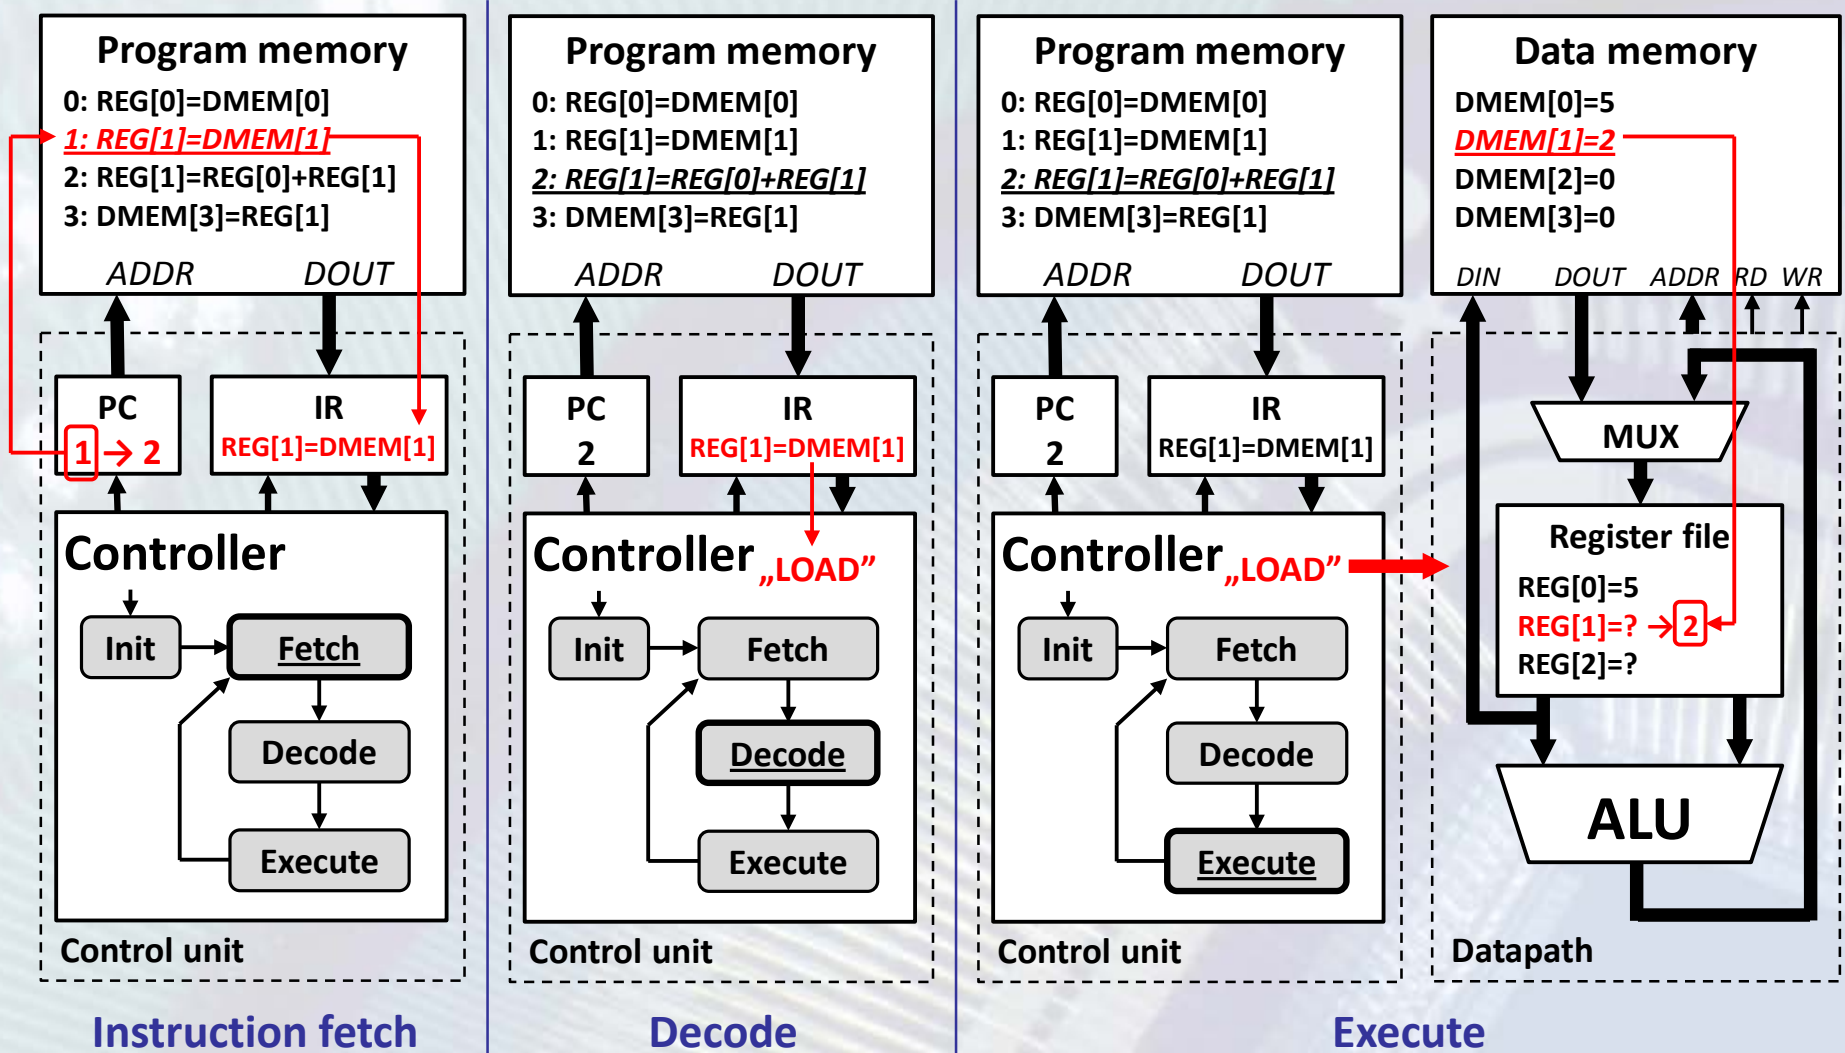 Program memory
0: REG[0]=DMEM[0]
1: REG[1]=DMEM[1]
2: REG[1]=REG[0]+REG[1]
3: DMEM[3]=REG[1]
ADDR DOUT
PC
1 → 2
IR
REG[1]=DMEM[1]
Controller
Init
Fetch
Decode
Execute
Control unit
Instruction fetch
Program memory
0: REG[0]=DMEM[0]
1: REG[1]=DMEM[1]
2: REG[1]=REG[0]+REG[1]
3: DMEM[3]=REG[1]
ADDR DOUT
PC
2
IR
REG[1]=DMEM[1]
Controller „LOAD”
Init
Fetch
Decode
Execute
Control unit
Decode
Program memory
0: REG[0]=DMEM[0]
1: REG[1]=DMEM[1]
2: REG[1]=REG[0]+REG[1]
3: DMEM[3]=REG[1]
ADDR DOUT
PC
2
IR
REG[1]=DMEM[1]
Controller „LOAD”
Init
Fetch
Decode
Execute
Control unit
Data memory
DMEM[0]=5
DMEM[1]=2
DMEM[2]=0
DMEM[3]=0
DIN DOUT ADDR RD WR
MUX
Register file
REG[0]=5
REG[1]=? → 2
REG[2]=?
ALU
Datapath
Execute